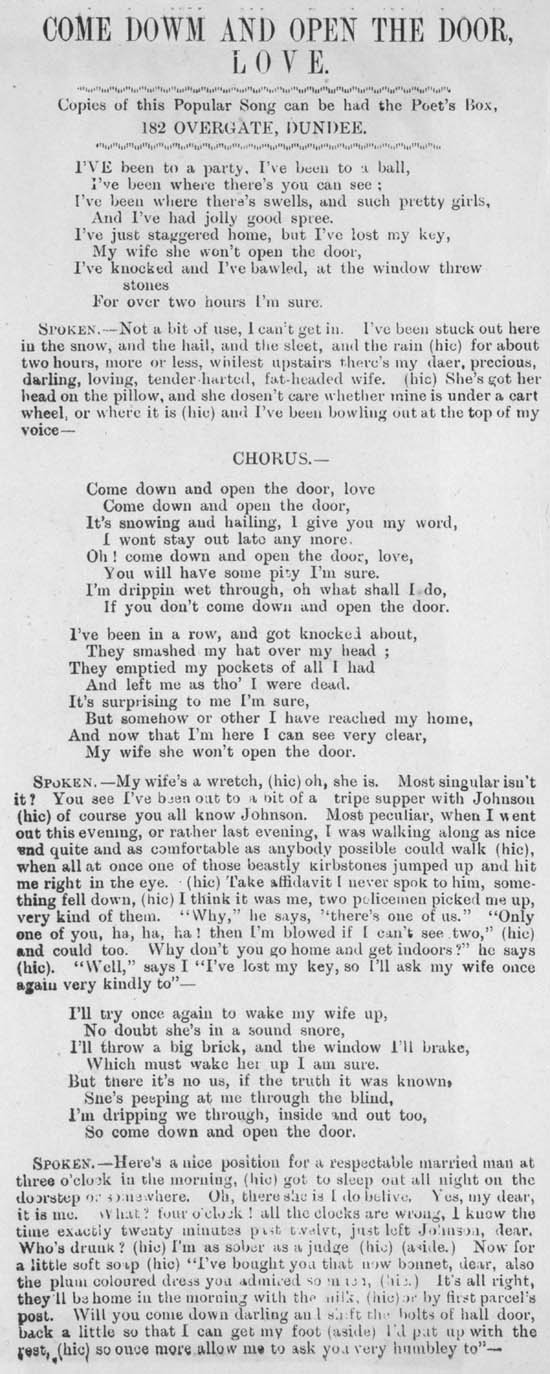 COME DOWM AND OPEN THE DOOR,
LOVE.
Copies of this Popular Song can be had the Poet's Box,
182 OVERGATE, DUNDEE.
I'VE been to a party, I've been to a ball,
I've been where there's you can see ;
I've been where there's swells, and such pretty girls,
And I've had jolly good spree.
I've just staggered home, but I've lost my key,
My wife she won't open the door,
I've knocked and I've bawled, at the window threw
stones
For over two hours I'm sure.
SPOKEN.—Not a bit of use, I can't get in. I've been stuck out here
in the snow, and the hail, and the sleet, and the rain (hic) for about
two hours, more or less, whilest upstairs there's my daer, precious,
darling, loving, tender-harted, fat-headed wife. (hic) She's got her
head on the pillow, and she dosen't care whether mine is under a cart
wheel, or where it is (hic) and I've been bowling out at the top of my
voice—
CHORUS.—
Come down and open the door, love
Come down and open the door,
It's snowing and hailing, I give you my word,
I wont stay out late any more.
Oh ! come down and open the door, love,
You will have some pity I'm sure.
I'm drippin wet through, oh what shall I do,
If you don't come down and open the door.
I've been in a row, and got knocked about,
They smashed my hat over my head ;
They emptied my pockets of all I had
And left me as tho' I were dead.
It's surprising to me I'm sure,
But somehow or other I have reached my home,
And now that I'm here I can see very clear,
My wife she won't open the door.
SPOKEN.—My wife's a wretch, (hic) oh, she is. Most singular isn't
it? You see I've been out to a bit of a tripe supper with Johnson
(hic) of course you all know Johnson. Most peculiar, when I went
out this evening, or rather last evening, I was walking along as nice
and quite and as comfortable as anybody possible could walk (hic),
when all at once one of those beastly kirbstones jumped up and hit
me right in the eye. (hic) Take affidavit I never spok to him, some-
thing fell down, (hic) I think it was me, two policemen picked me up,
very kind of them. "Why," he says, "there's one of us." "Only
one of you, ha, ha, ha! then I'm blowed if I can't see two," (hic)
and could too. Why don't you go home and get indoors?" he says
(hic). "Well," says I "I've lost my key, so I'll ask my wife once
again very kindly to"—
I'll try once again to wake my wife up,
No doubt she's in a sound snore,
I'll throw a big brick, and the window I'll brake,
Which must wake her up I am sure.
But there it's no us, if the truth it was known,
She's peeping at me through the blind,
I'm dripping we through, inside and out too,
So come down and open the door.
SPOKEN.—Here's a nice position for a respectable married man at
three o'clock in the morning, (hic) got to sleep out all night on the
doorstep or somewhere. Oh, there she is I do belive. Yes, my dear,
it is me. What? four o'clock ! all the clocks are wrong, I know the
time exactly twenty minutes past twelve, just left Johnson, dear.
Who's drunk? (hic) I'm as sober as a judge (hic) (aside.) Now for
a little soft soap (hic) "I've bought you that now bonnet, dear, also
the plum coloured dress you admired so much, (hic.) It's all right,
they'll be home in the morning with the milk, (hic) or by first parcel's
post. Will you come down darling and shift the bolts of hall door,
back a little so that I can get my foot (aside) I'd put up with the
rest, (hic) so once more allow me to ask you very humbley to"—